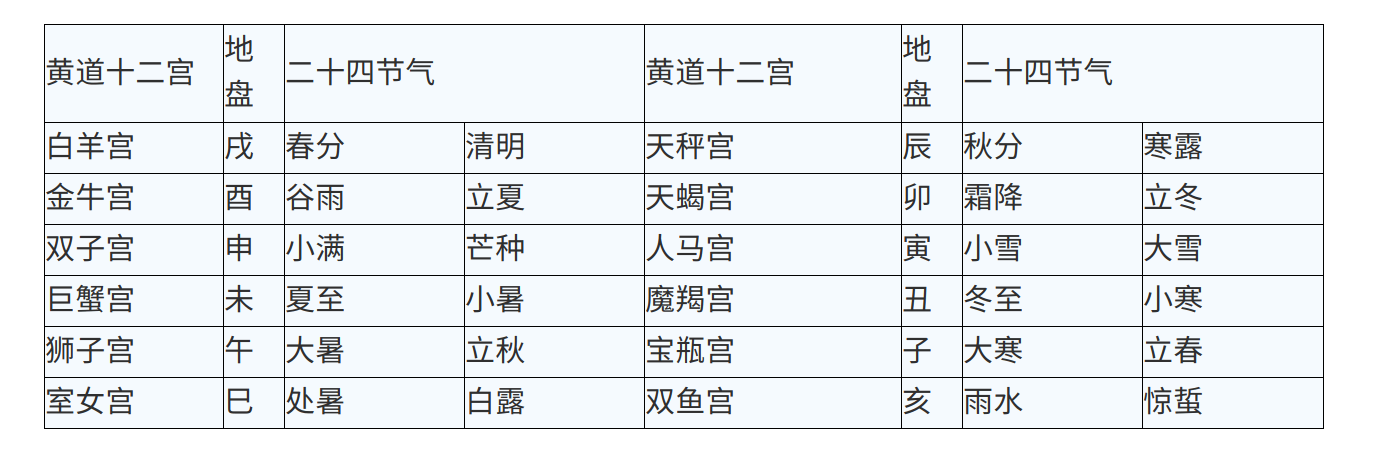 黄道十二宫 地盘 二十四节气 黄道十二宫 地盘 二十四节气
白羊宫 戌 春分 清明 天秤宫 辰 秋分 寒露
金牛宫 酉 谷雨 立夏 天蝎宫 卯 霜降 立冬
双子宫 申 小满 芒种 人马宫 寅 小雪 大雪
巨蟹宫 未 夏至 小暑 魔羯宫 丑 冬至 小寒
狮子宫 午 大暑 立秋 宝瓶宫 子 大寒 立春
室女宫 巳 处暑 白露 双鱼宫 亥 雨水 惊蜇